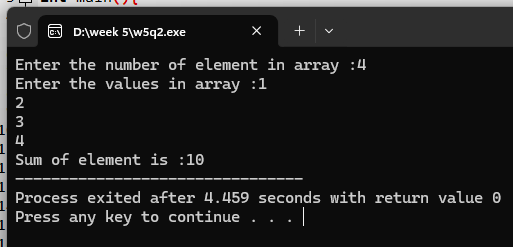 int main(){
D:\week 5\w5q2.exe
Enter the number of element in array :4
Enter the values in array :1
2
3
4
Sum of element is :10
--------------------------------
Process exited after 4.459 seconds with return value 0
Press any key to continue . . .